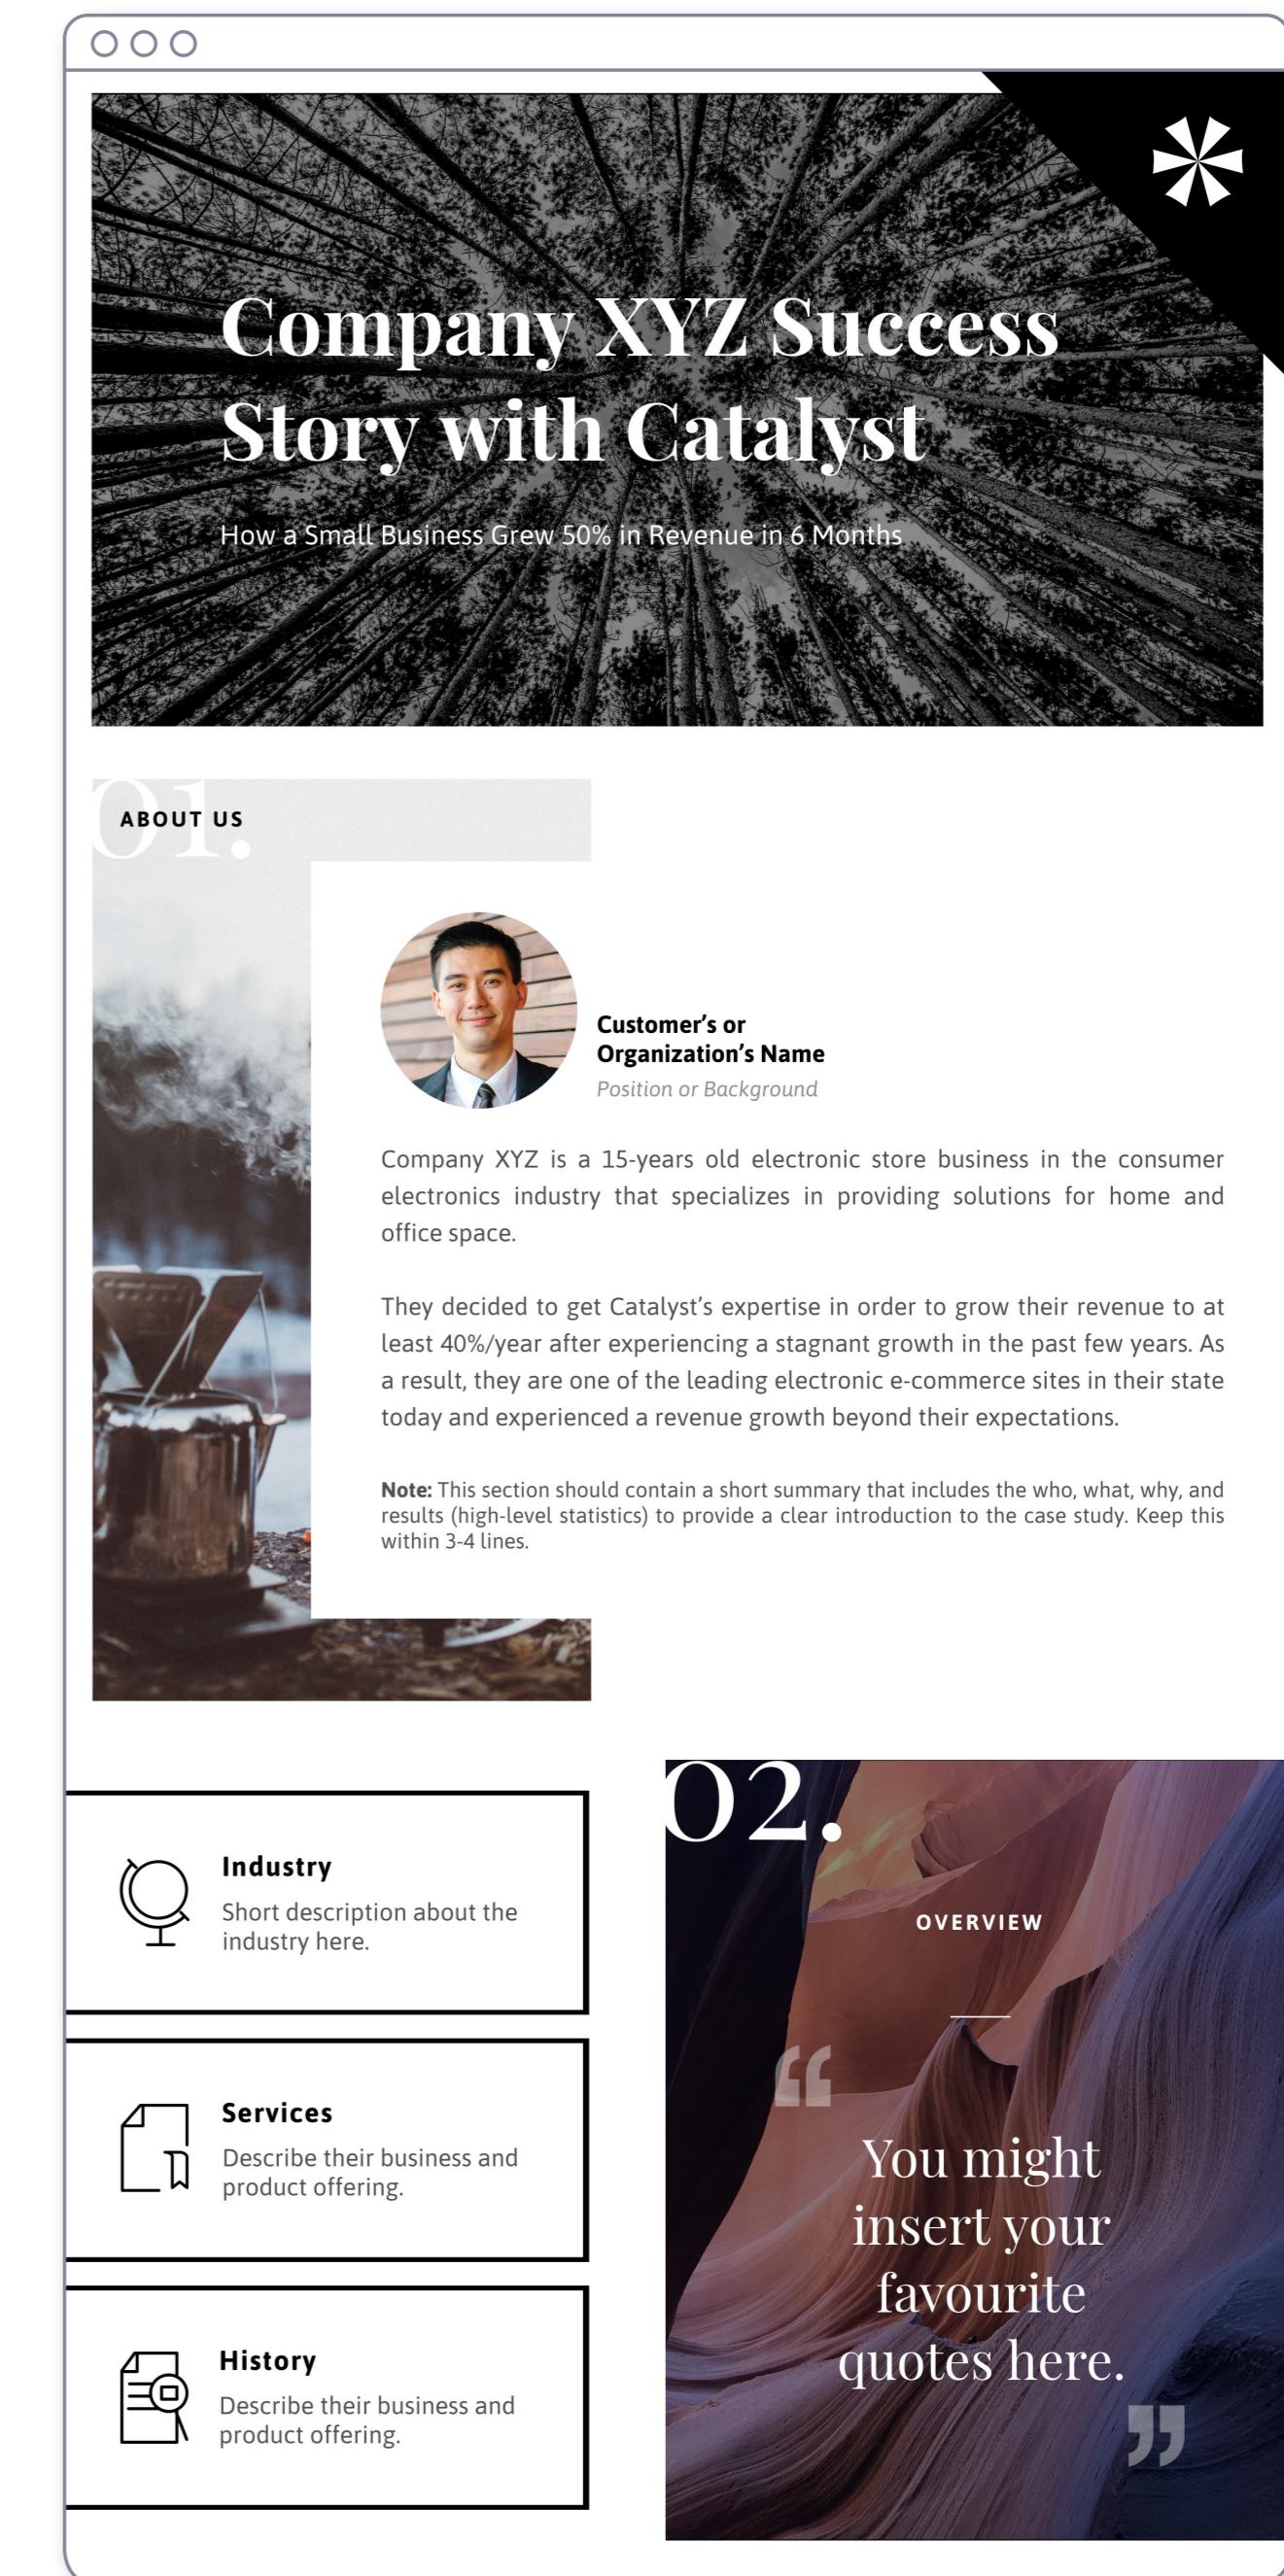 Company XYZ Success
Story with Catalyst
How a Small Business Grew 50% in Revenue in 6 Months
01.
ABOUT US
Customer’s or
Organization’s Name
Position or Background
Company XYZ is a 15-years old electronic store business in the consumer
electronics industry that specializes in providing solutions for home and
office space.
They decided to get Catalyst’s expertise in order to grow their revenue to at
least 40%/year after experiencing a stagnant growth in the past few years. As
a result, they are one of the leading electronic e-commerce sites in their state
today and experienced a revenue growth beyond their expectations.
Note: This section should contain a short summary that includes the who, what, why, and
results (high-level statistics) to provide a clear introduction to the case study. Keep this
within 3-4 lines.
Industry
Short description about the
industry here.
Services
Describe their business and
product offering.
History
Describe their business and
product offering.
02.
OVERVIEW
“
You might
insert your
favourite
quotes here.
”